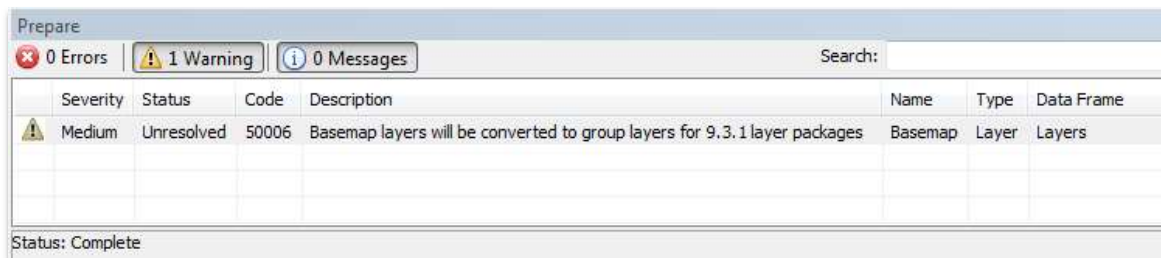 Prepare
0 Errors 1 Warning 0 Messages Search:
Severity Status Code Description Name Type Data Frame
Medium Unresolved 50006 Basemap layers will be converted to group layers for 9.3.1 layer packages Basemap Layer Layers
Status: Complete